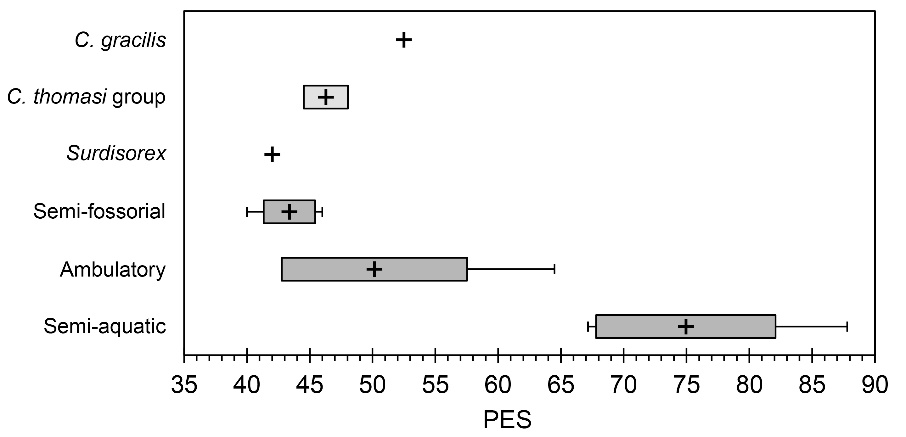 C. gracilis
C. thomasi group
Surdisorex
Semi-fossorial
Ambulatory
Semi-aquatic
35 40 45 50 55 60 65 70 75 80 85 90
PES